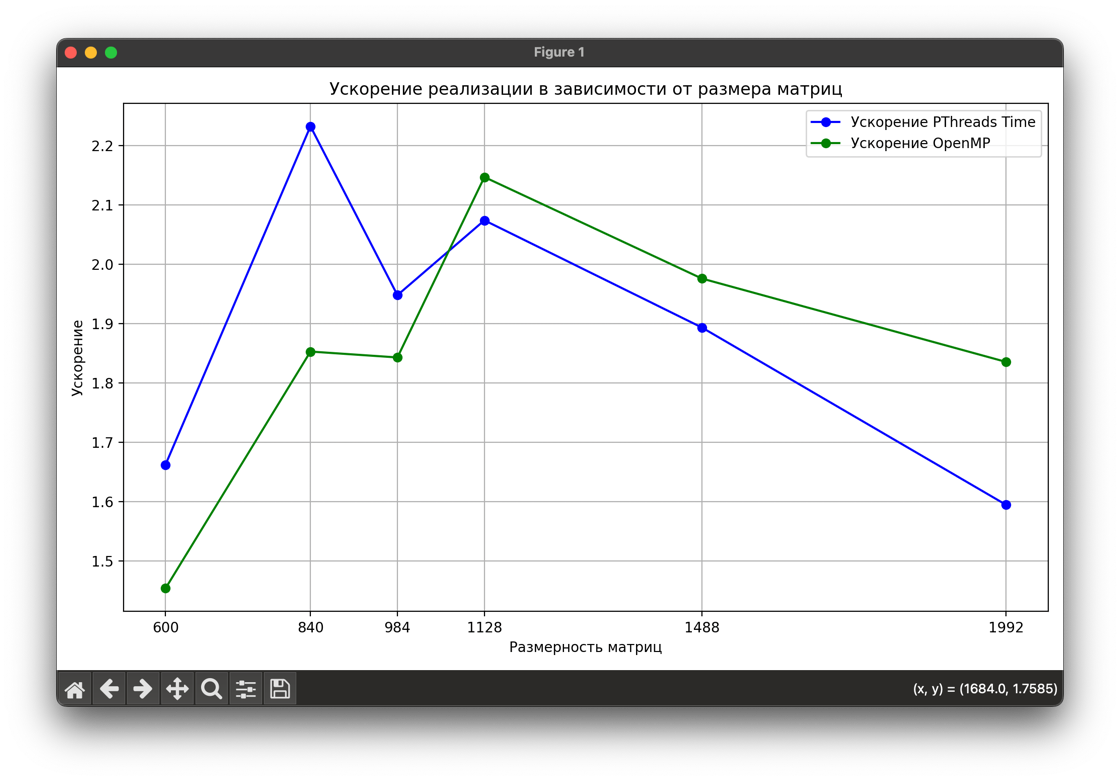 Figure 1
Ускорение реализации в зависимости от размера матриц
Ускорение PThreads Time
Ускорение OpenMP
2.2
2.1
2.0
1.9
1.8
1.7
1.6
1.5
Ускорение
600 840 984 1128 1488 1992
Размерность матриц
(x, y) = (1684.0, 1.7585)